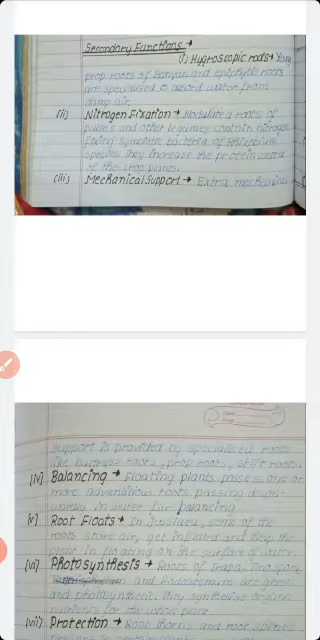 Secondary Functions →
(i) Hygroscopic roots → Young
prop roots of Banyan and epiphytic roots
are specialised to absorb water from
damp air.
(ii) Nitrogen Fixation → Nodulated roots of
pulses and other legumes contain nitrogen
fixing symbiotic bacteria of Rhizobium
species. They increase the protein content
of the crop plants.
(iii) Mechanical Support → Extra mechanical
Date
Page
support is provided by specialised roots
like buttress roots, prop roots, stilt roots.
(iv) Balancing → Floating plants possess one or
more adventitious roots passing down-
wardly in water for balancing.
(v) Root Floats → In Jussiaea, some of the
roots store air, get inflated and help the
plant in floating on the surface of water.
(vi) Photosynthesis → Roots of Trapa, Tinospora,
and Podostemum are green
and photosynthetic. They synthesise organic
nutrients for the whole plant.
(vii) Protection → Root thorns and root spines